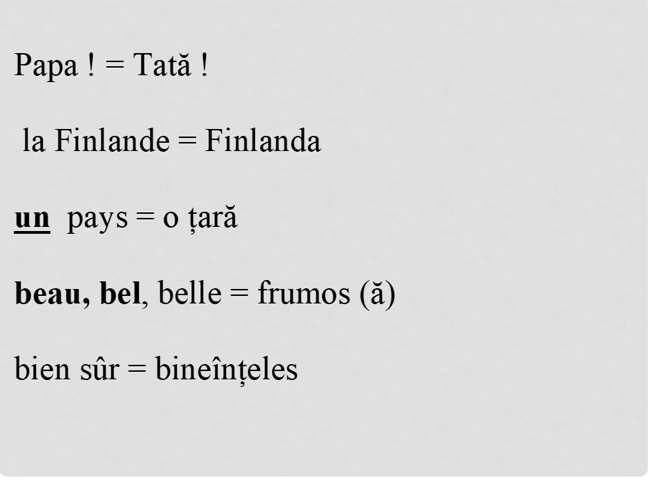 Papa ! = Tată !
la Finlande = Finlanda
un pays = o țară
beau, bel, belle = frumos (ă)
bien sûr = bineînțeles